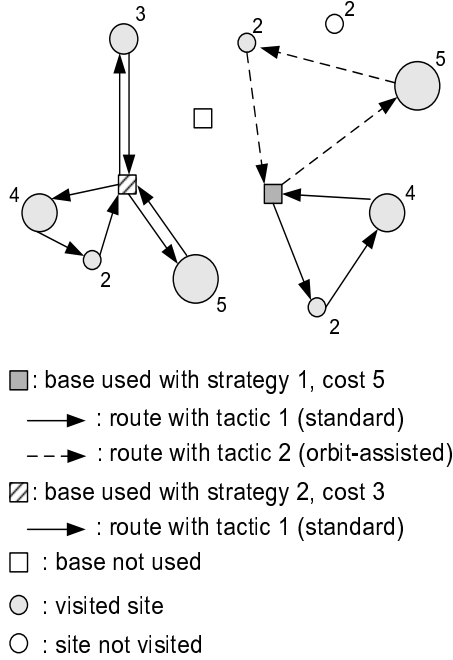 3
2
2
5
4
2
5
4
2
: base used with strategy 1, cost 5
: route with tactic 1 (standard)
: route with tactic 2 (orbit-assisted)
: base used with strategy 2, cost 3
: route with tactic 1 (standard)
: base not used
: visited site
: site not visited